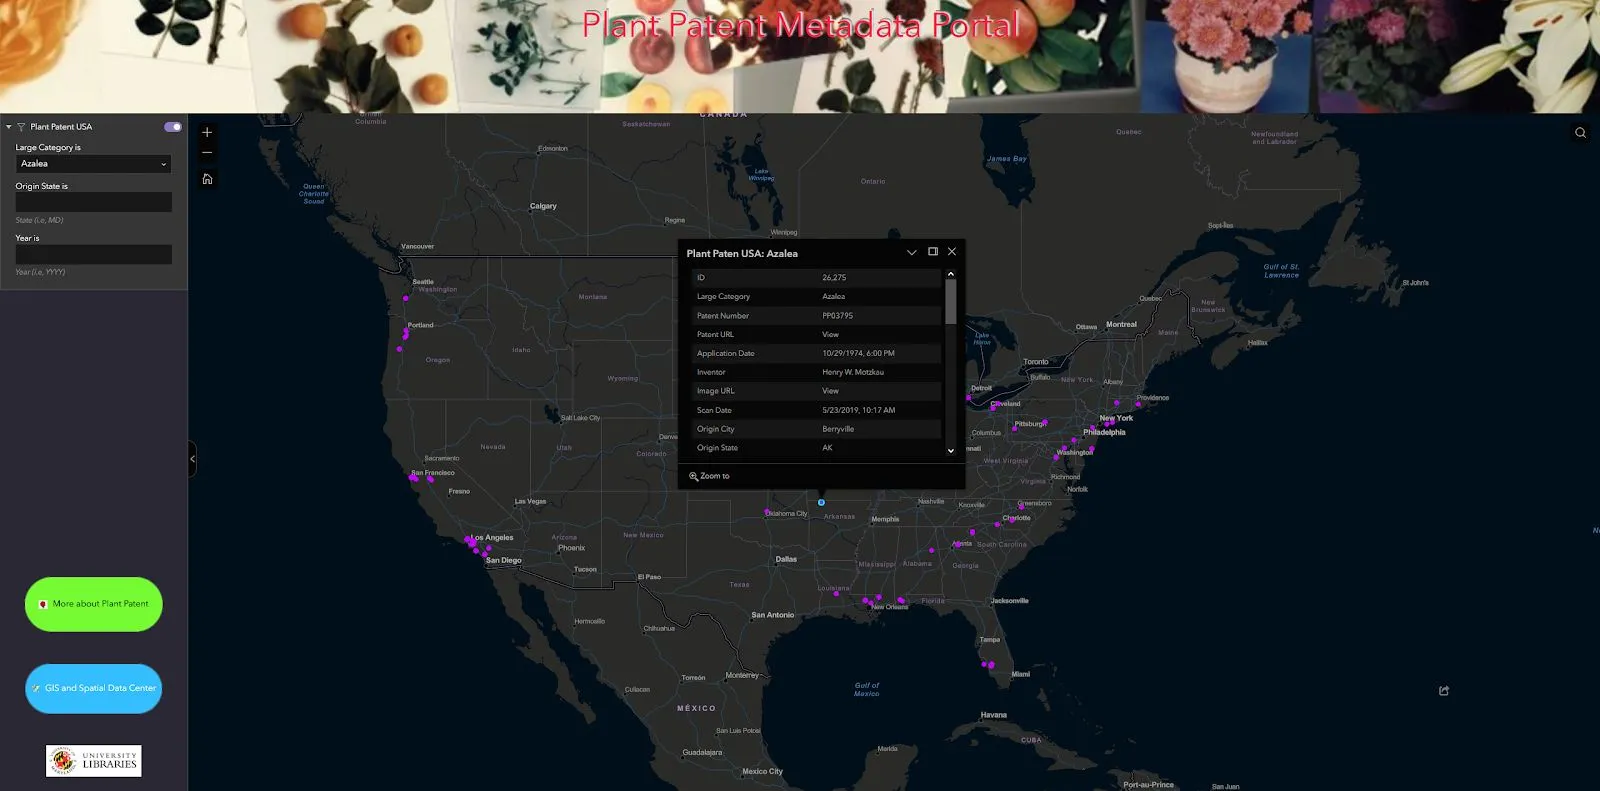 Plant Patent Metadata Portal
Plant Patent USA
Large Category is
Azalea
Origin State is
State (i.e, MD)
Year is
Year (i.e, YYYY)
More about Plant Patent
GIS and Spatial Data Center
UNIVERSITY
LIBRARIES
Plant Paten USA: Azalea
ID 26,275
Large Category Azalea
Patent Number PP03795
Patent URL View
Application Date 10/29/1974, 6:00 PM
Inventor Henry W. Motzkau
Image URL View
Scan Date 5/23/2019, 10:17 AM
Origin City Berryville
Origin State AK
Zoom to
CANADA
Columbia
Saskatchewan
Quebec
Newfoundland
and Labrador
Edmonton
James Bay
Lake
Winnipeg
Ontario
Queen
Charlotte
Sound
Calgary
Regina
Winnipeg
Sept-Îles
Vancouver
Gulf of St.
Lawrence
St John's
Seattle
Washington
Montana
Quebec
New
Brunswick
Portland
Ottawa
Montreal
Maine
Lake
Huron
Halifax
Oregon
Idaho
Toronto
Wyoming
Buffalo
New York
Albany
Detroit
Providence
Cleveland
Salt Lake City
New York
Pittsburgh
Philadelphia
Columbus
Nevada
Utah
Colorado
Washington
Sacramento
West Virginia
San Francisco
Richmond
Virginia
Fresno
Norfolk
Las Vegas
Nashville
Knoxville
Greensboro
Oklahoma City
Arkansas
Memphis
Charlotte
Los Angeles
Arizona
New Mexico
Phoenix
Atlanta
South Carolina
San Diego
Dallas
Mississippi
Alabama
Georgia
Tucson
El Paso
Texas
Louisiana
New Orleans
Florida
Jacksonville
San Antonio
Hermosillo
Chihuahua
Tampa
Miami
Torreón
Monterrey
Culiacan
Gulf of
Mexico
MÉXICO
Havana
San Luis Potosi
CUBA
Guadalajara
Merida
Mexico City
Port-au-Prince
San Juan